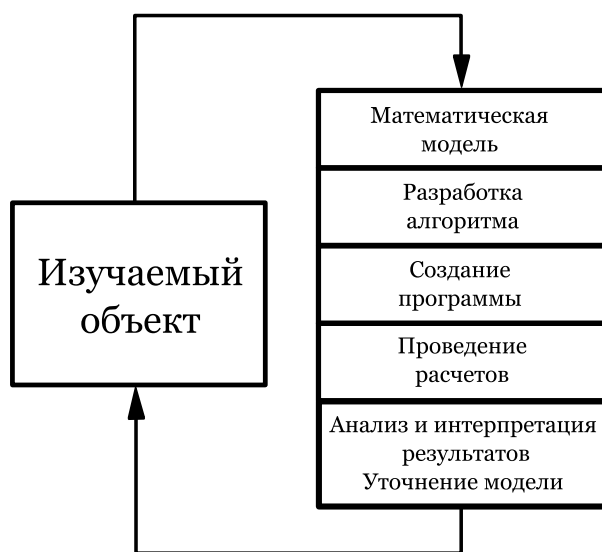 Изучаемый
объект
Математическая
модель
Разработка
алгоритма
Создание
программы
Проведение
расчетов
Анализ и интерпретация
результатов
Уточнение модели